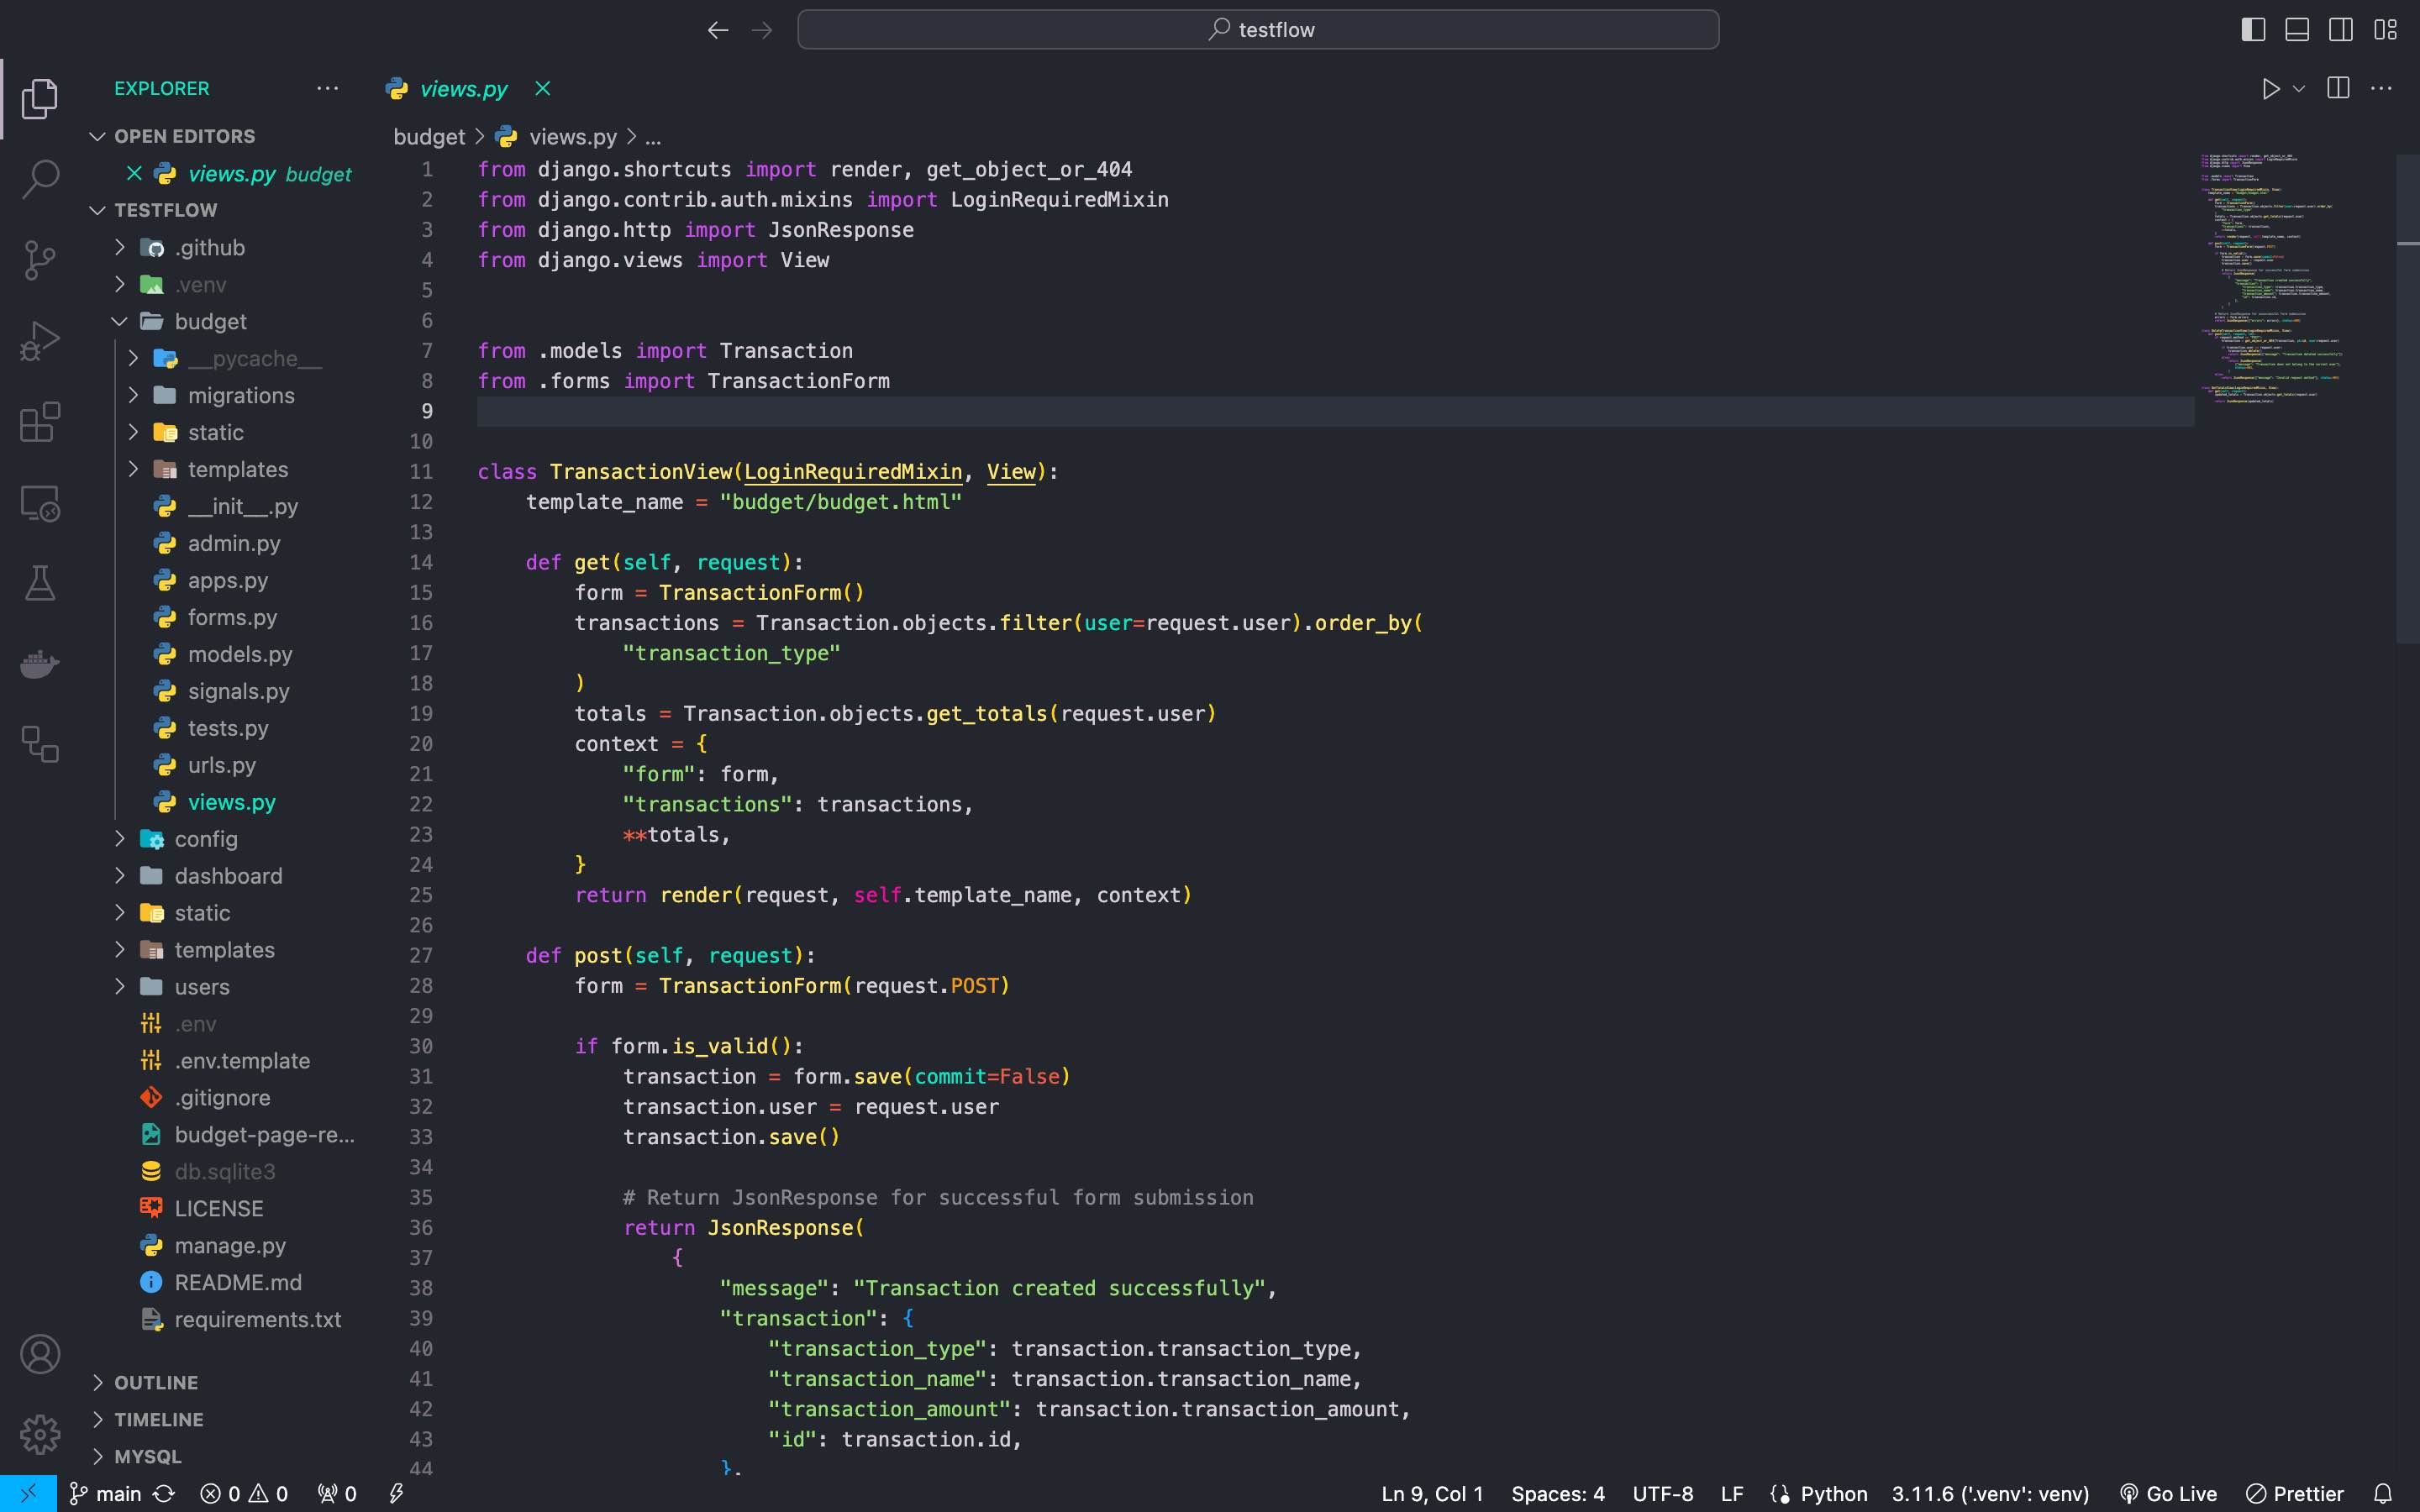 testflow
EXPLORER
views.py
OPEN EDITORS
views.py budget
TESTFLOW
.github
.venv
budget
__pycache__
migrations
static
templates
__init__.py
admin.py
apps.py
forms.py
models.py
signals.py
tests.py
urls.py
views.py
config
dashboard
static
templates
users
.env
.env.template
.gitignore
budget-page-re...
db.sqlite3
LICENSE
manage.py
README.md
requirements.txt
OUTLINE
TIMELINE
MYSQL
budget > views.py > ...
1 from django.shortcuts import render, get_object_or_404
2 from django.contrib.auth.mixins import LoginRequiredMixin
3 from django.http import JsonResponse
4 from django.views import View
5
6
7 from .models import Transaction
8 from .forms import TransactionForm
9
10
11 class TransactionView(LoginRequiredMixin, View):
12     template_name = "budget/budget.html"
13
14     def get(self, request):
15         form = TransactionForm()
16         transactions = Transaction.objects.filter(user=request.user).order_by(
17             "transaction_type"
18         )
19         totals = Transaction.objects.get_totals(request.user)
20         context = {
21             "form": form,
22             "transactions": transactions,
23             **totals,
24         }
25         return render(request, self.template_name, context)
26
27     def post(self, request):
28         form = TransactionForm(request.POST)
29
30         if form.is_valid():
31             transaction = form.save(commit=False)
32             transaction.user = request.user
33             transaction.save()
34
35             # Return JsonResponse for successful form submission
36             return JsonResponse(
37                 {
38                     "message": "Transaction created successfully",
39                     "transaction": {
40                         "transaction_type": transaction.transaction_type,
41                         "transaction_name": transaction.transaction_name,
42                         "transaction_amount": transaction.transaction_amount,
43                         "id": transaction.id,
44                     },
main 0 0 0 Ln 9, Col 1 Spaces: 4 UTF-8 LF Python 3.11.6 ('.venv': venv) Go Live Prettier